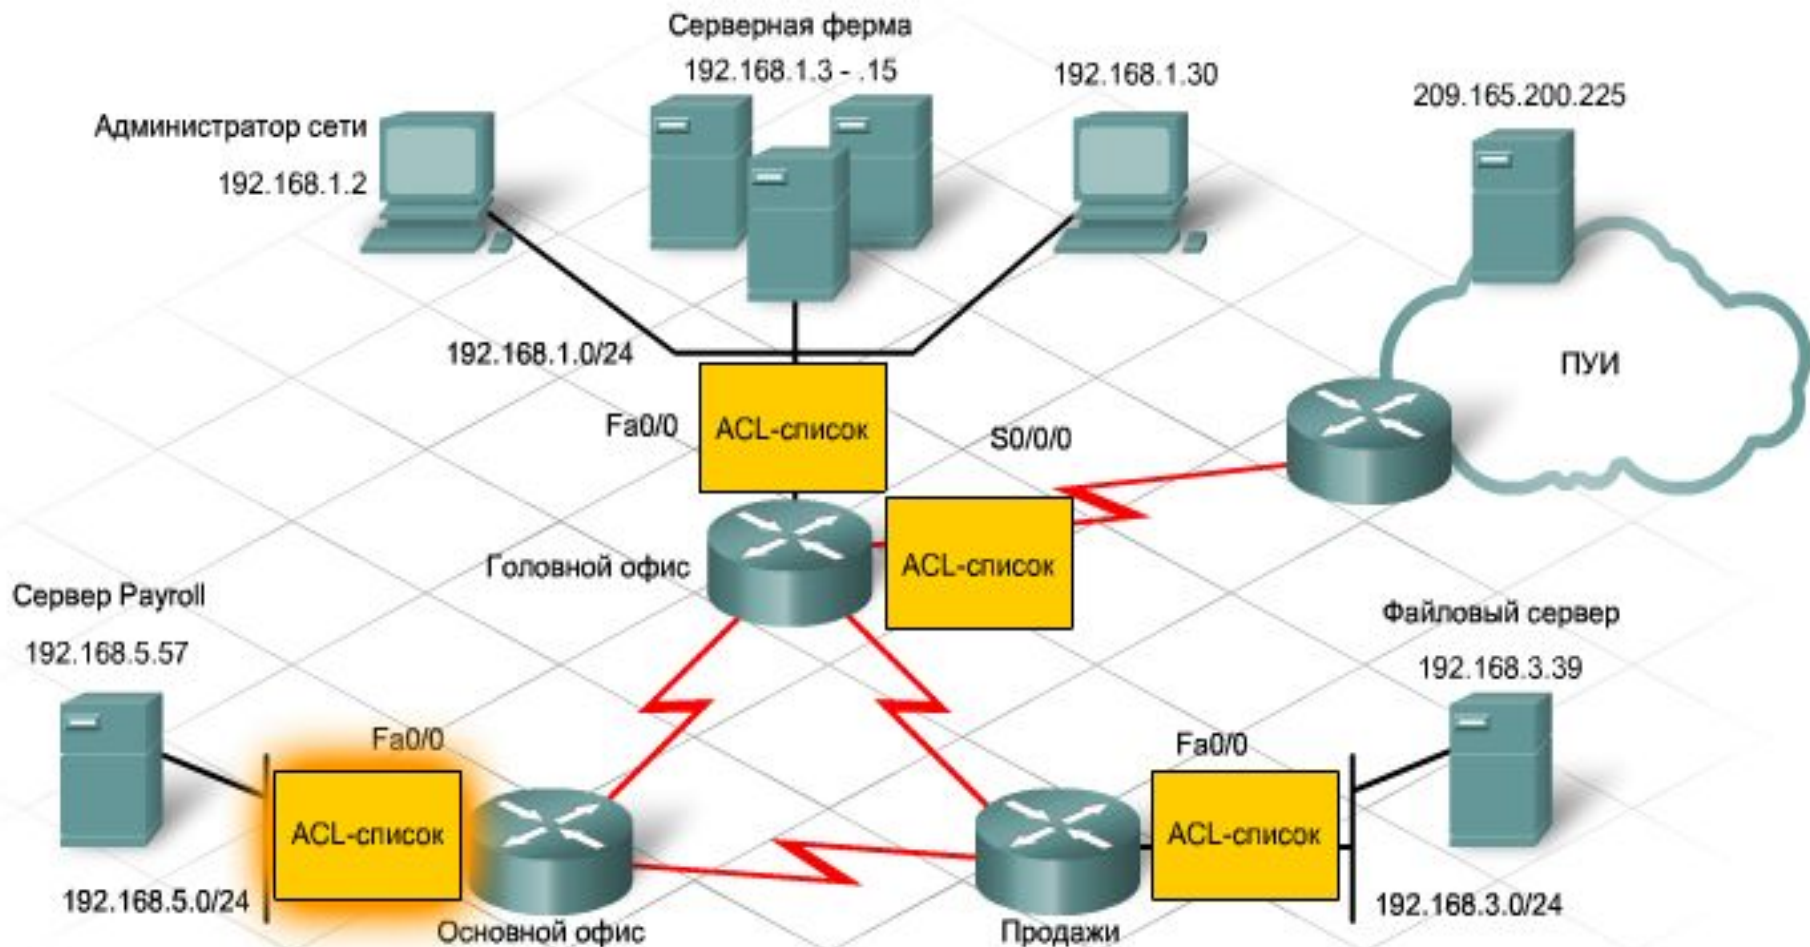 Серверная ферма
192.168.1.3 - .15
192.168.1.30
209.165.200.225
Администратор сети
192.168.1.2
192.168.1.0/24
ПУИ
Fa0/0
ACL-список
S0/0/0
Головной офис
ACL-список
Сервер Payroll
192.168.5.57
Файловый сервер
192.168.3.39
Fa0/0
Fa0/0
ACL-список
ACL-список
192.168.5.0/24
Основной офис
Продажи
192.168.3.0/24